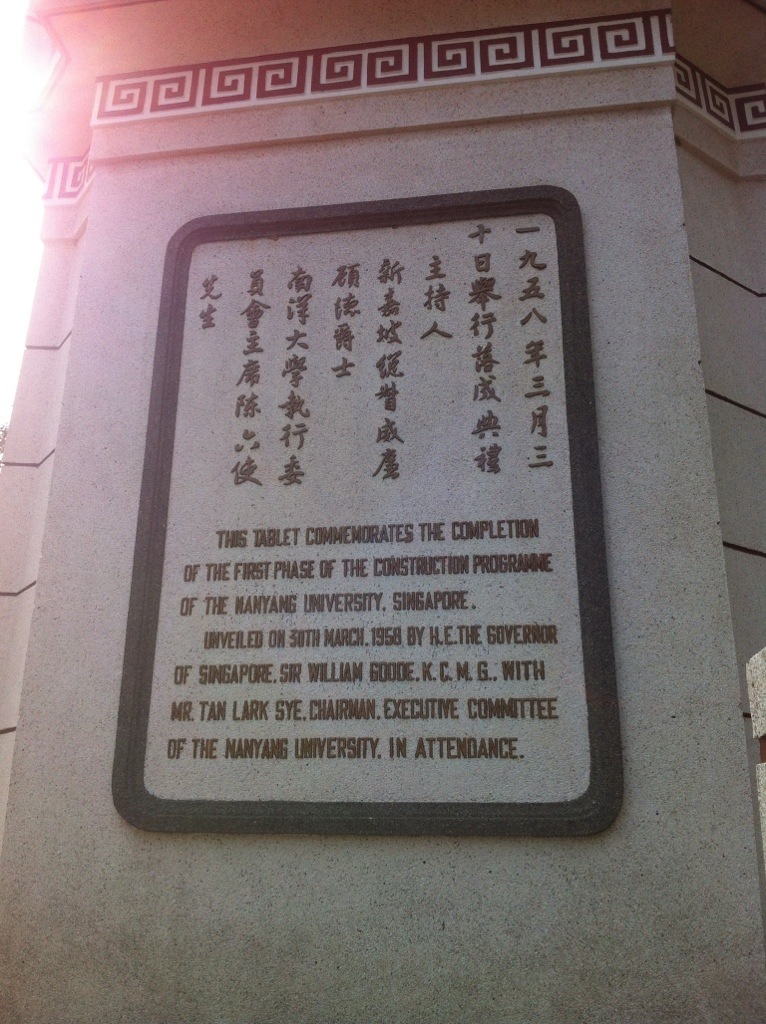 一九五八年三月三
十日舉行落成典禮
主持人
新嘉坡總督威廉
顧德爵士
南洋大學執行委
員會主席陳六使
先生
THIS TABLET COMMEMORATES THE COMPLETION
OF THE FIRST PHASE OF THE CONSTRUCTION PROGRAMME
OF THE NANYANG UNIVERSITY, SINGAPORE.
UNVEILED ON 30TH MARCH, 1958 BY H.E. THE GOVERNOR
OF SINGAPORE, SIR WILLIAM GOODE, K. C. M. G., WITH
MR. TAN LARK SYE, CHAIRMAN, EXECUTIVE COMMITTEE
OF THE NANYANG UNIVERSITY, IN ATTENDANCE.